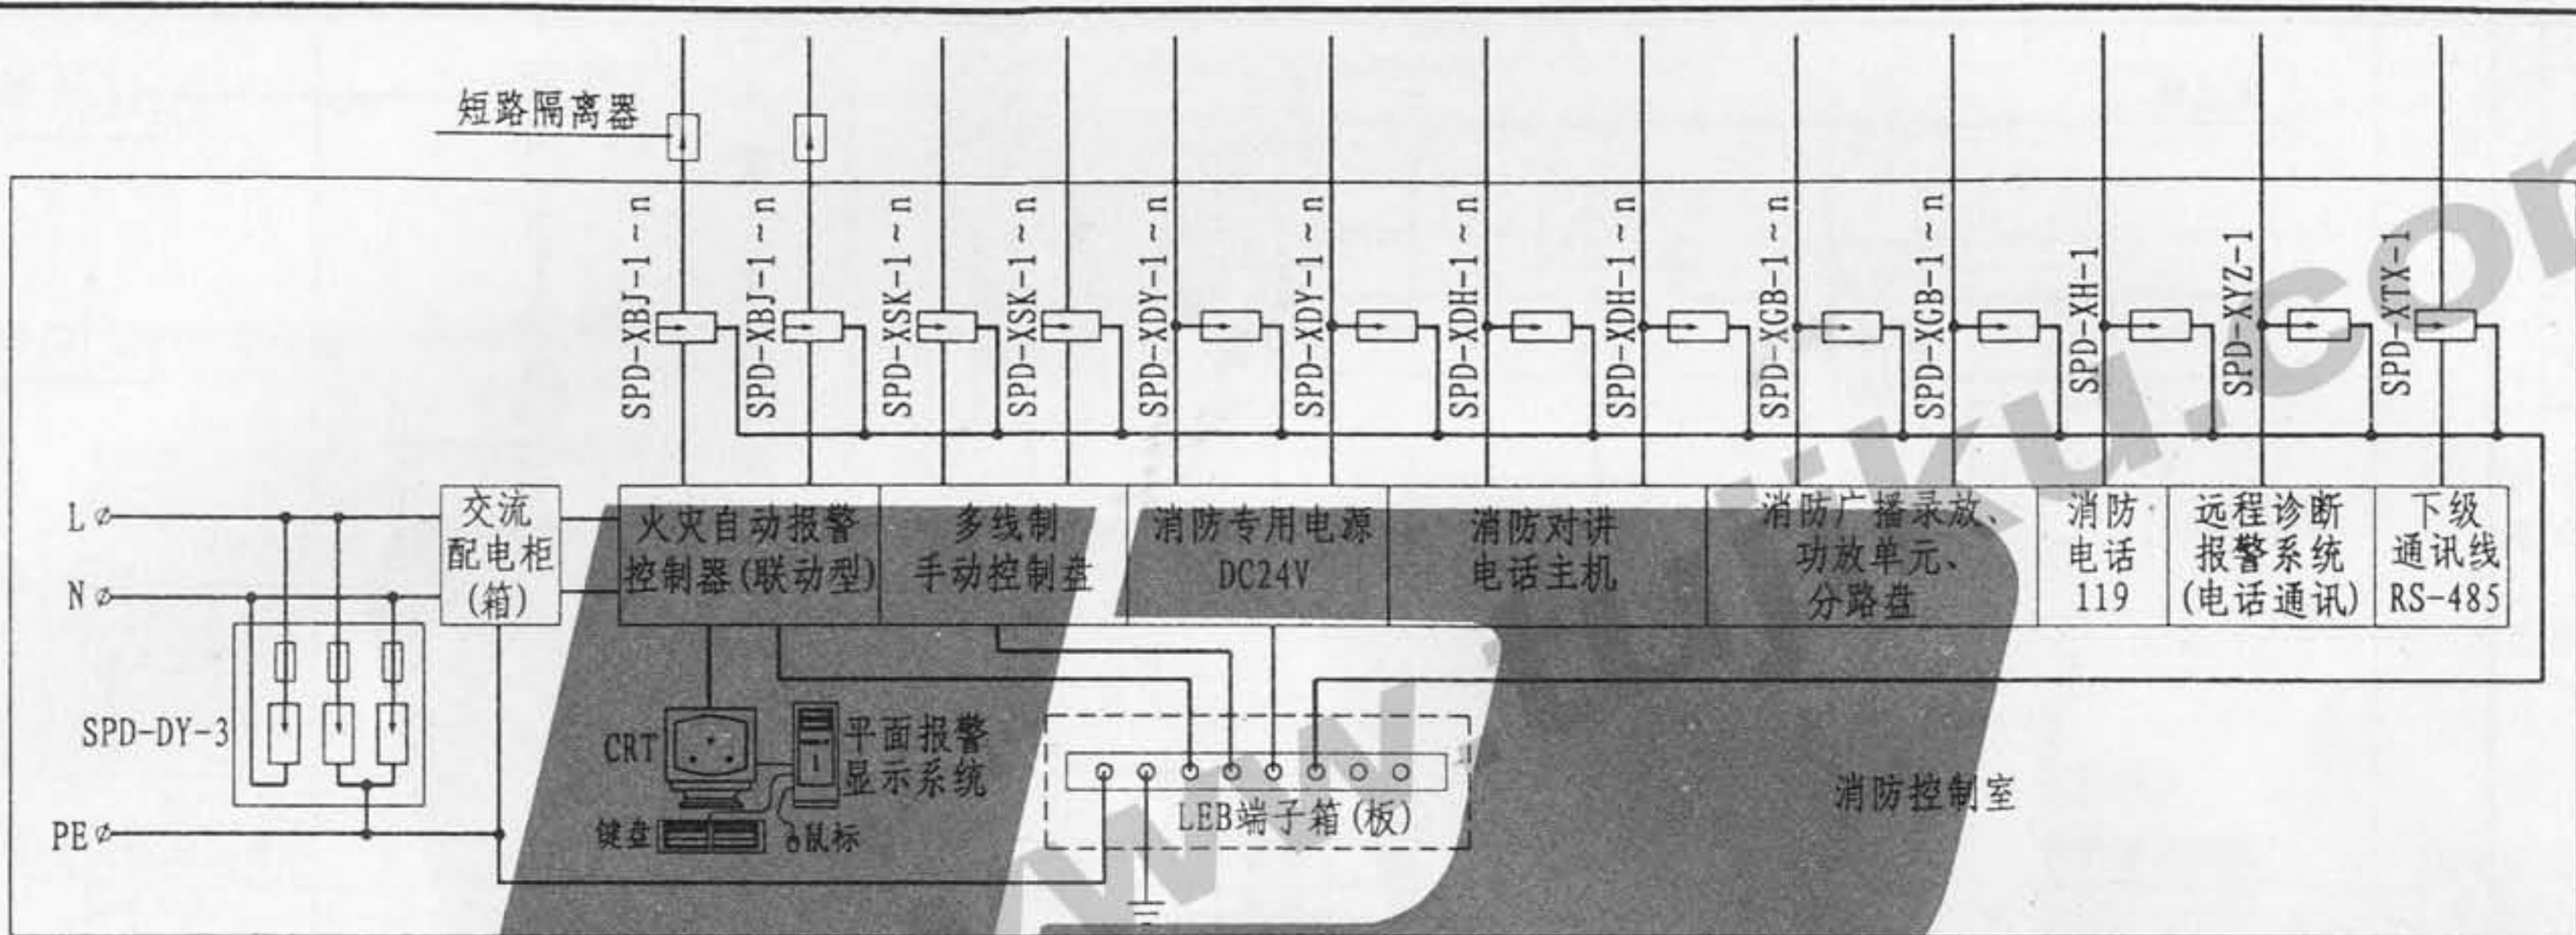 短路隔离器
SPD-XBJ-1~n
SPD-XBJ-1~n
SPD-XSK-1~n
SPD-XSK-1~n
SPD-XDY-1~n
SPD-XDY-1~n
SPD-XDH-1~n
SPD-XDH-1~n
SPD-XGB-1~n
SPD-XGB-1~n
SPD-XH-1
SPD-XYZ-1
SPD-XTX-1
L
N
PE
SPD-DY-3
交流
配电柜
(箱)
火灾自动报警
控制器(联动型)
多线制
手动控制盘
消防专用电源
DC24V
消防对讲
电话主机
消防广播录放、
功放单元、
分路盘
消防
电话
119
远程诊断
报警系统
(电话通讯)
下级
通讯线
RS-485
CRT
平面报警
显示系统
键盘
鼠标
LEB端子箱(板)
消防控制室